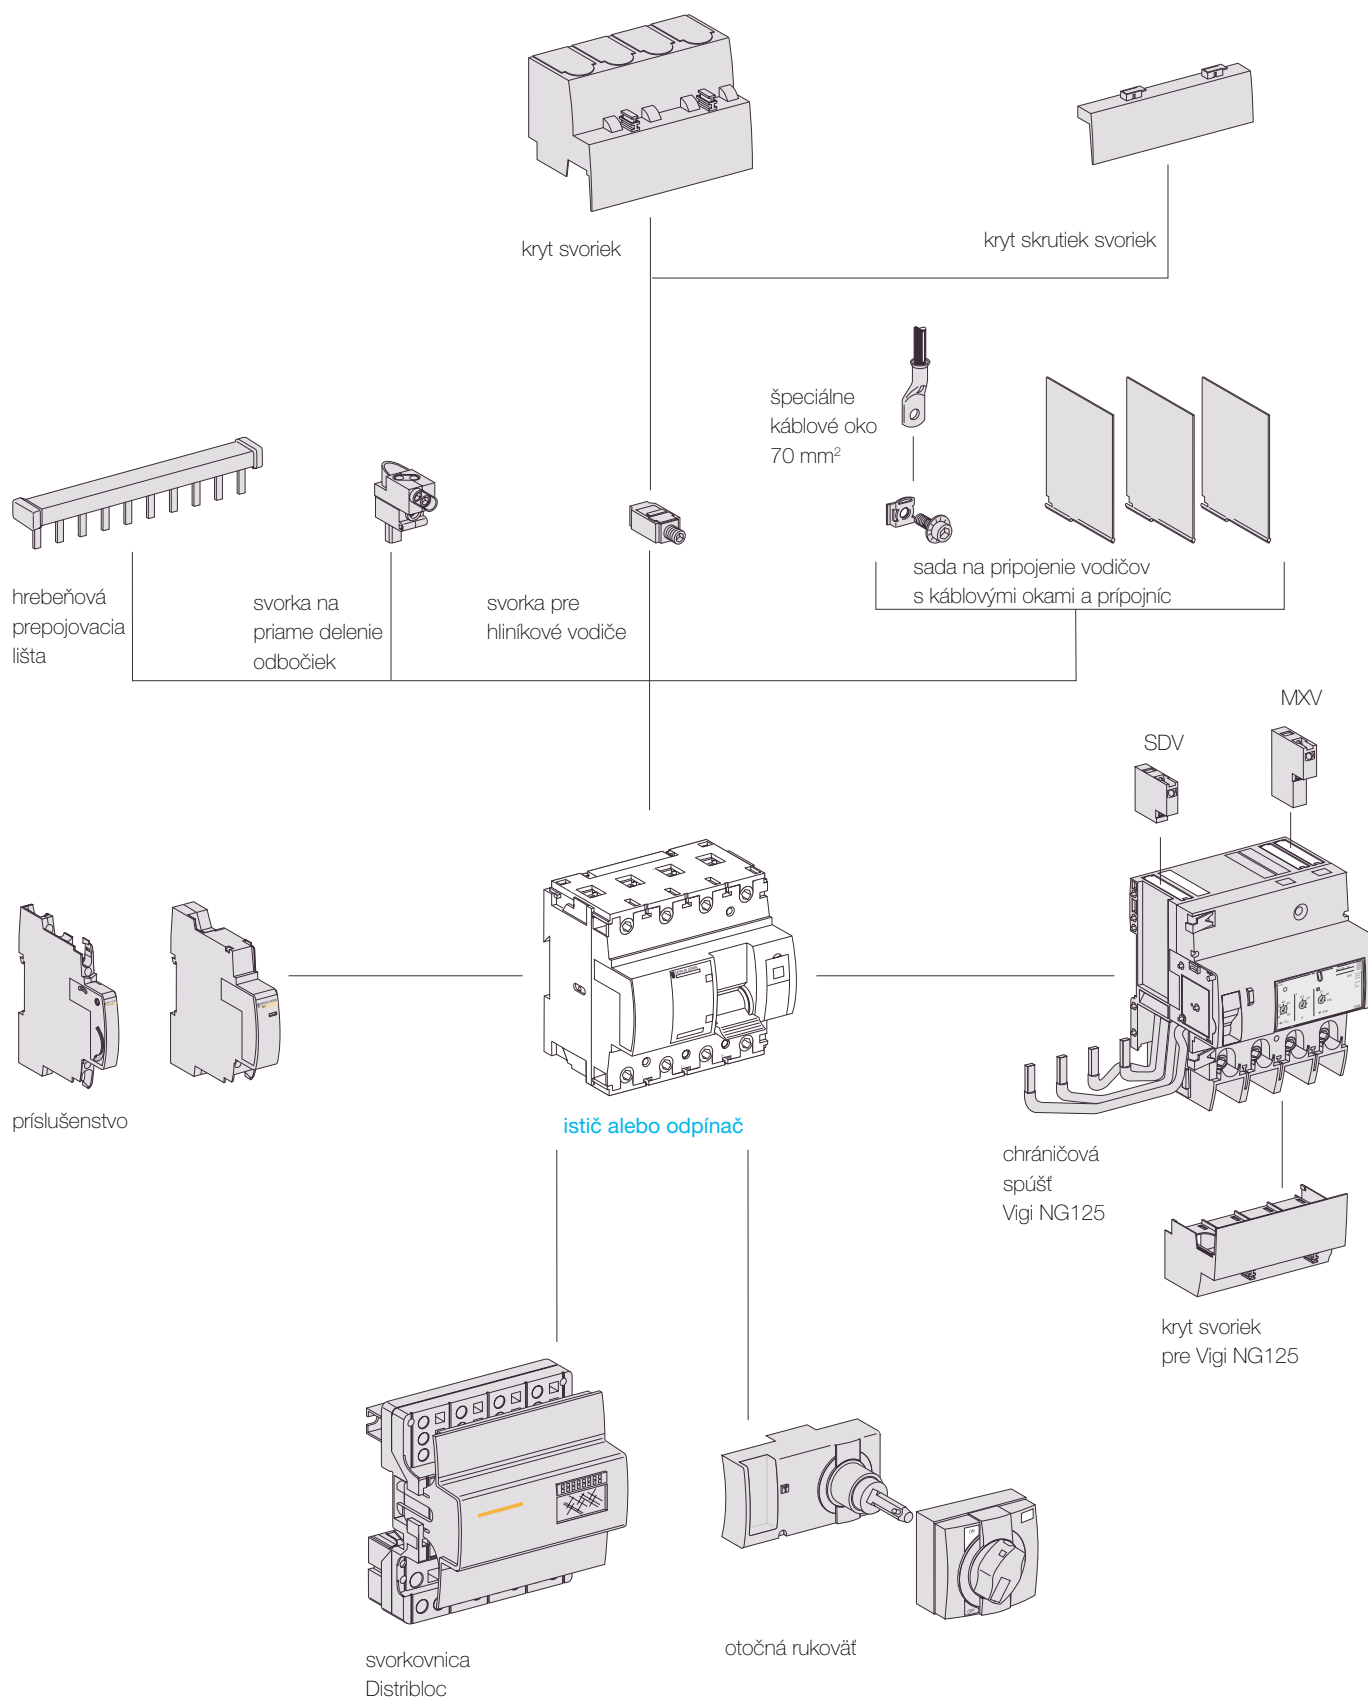 kryt svoriek
kryt skrutiek svoriek
špeciálne
káblové oko
70 mm²
sada na pripojenie vodičov
s káblovými okami a prípojníc
hrebeňová
prepojovacia
lišta
svorka na
priame delenie
odbočiek
svorka pre
hliníkové vodiče
MXV
SDV
príslušenstvo
istič alebo odpínač
chráničová
spúšť
Vigi NG125
kryt svoriek
pre Vigi NG125
ON
OFF
otočná rukoväť
svorkovnica
Distribloc